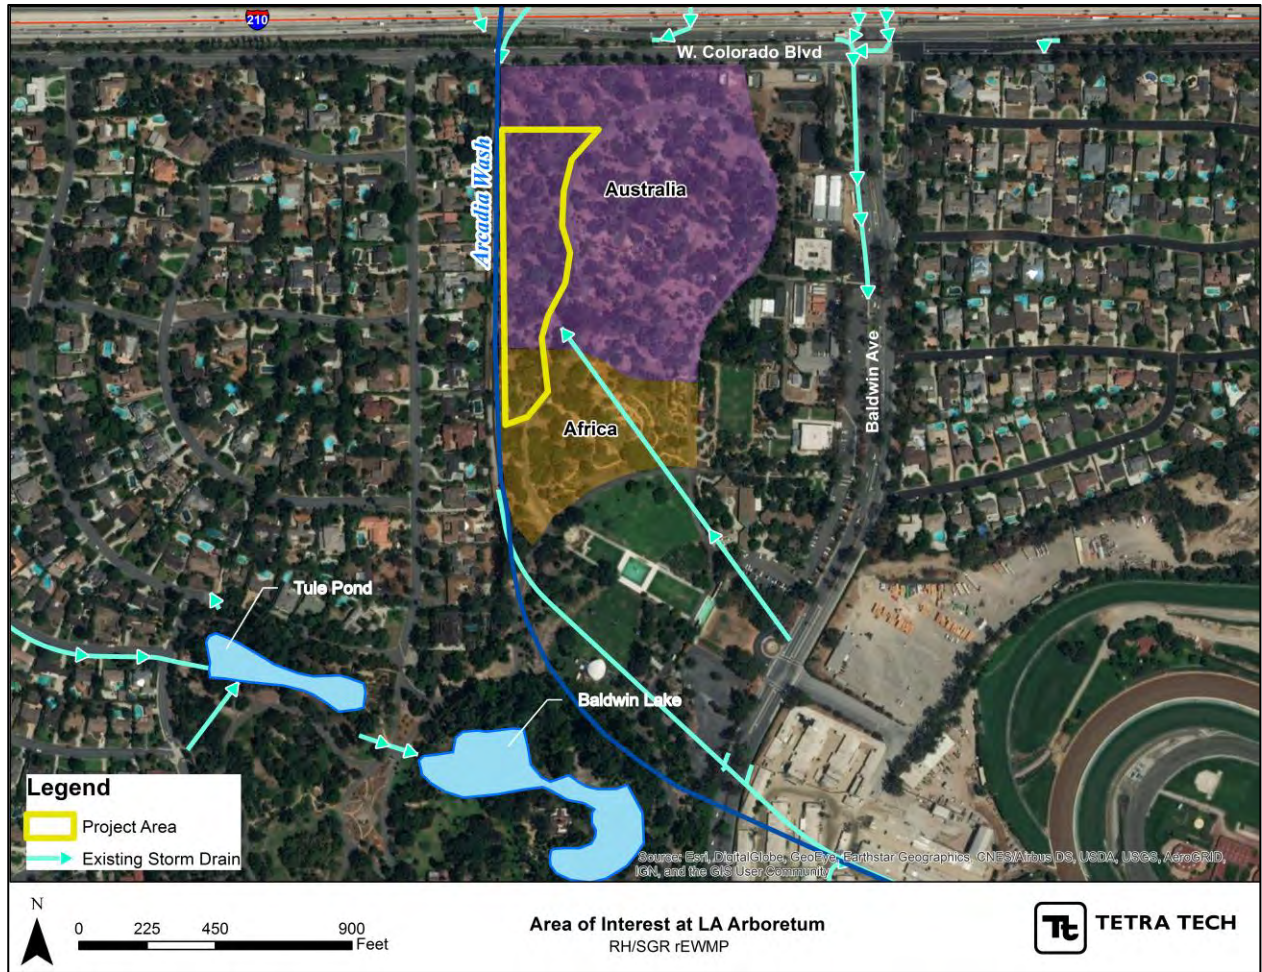 210
W. Colorado Blvd
Arcadia Wash
Australia
Baldwin Ave
Africa
Tule Pond
Baldwin Lake
Legend
Project Area
Existing Storm Drain
Source: Esri, DigitalGlobe, GeoEye, Earthstar Geographics, CNES/Airbus DS, USDA, USGS, AeroGRID,
IGN, and the GIS User Community
N
0 225 450 900
Feet
Area of Interest at LA Arboretum
RH/SGR rEWMP
Tt TETRA TECH